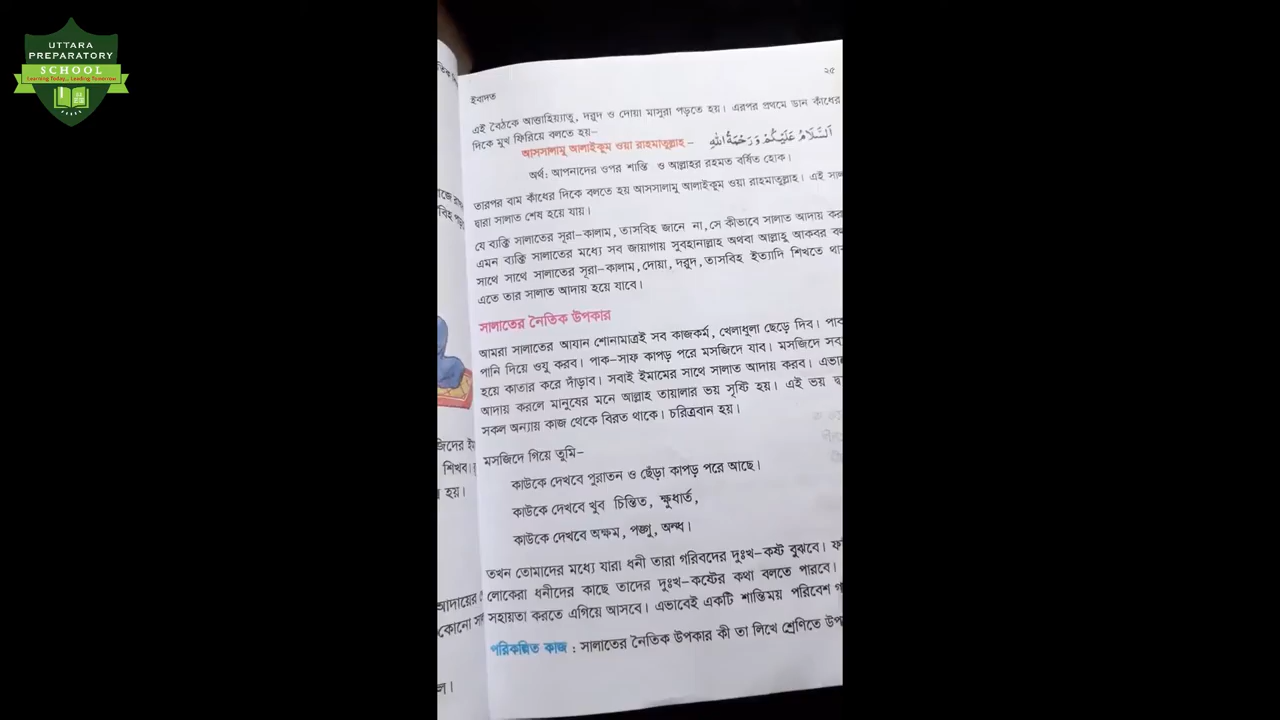 UTTARA
PREPARATORY
SCHOOL
Learning Today... Leading Tomorrow
ইবাদত
২৫
এই বৈঠকে আত্তাহিয়্যাতু, দরুদ ও দোয়া মাসুরা পড়তে হয়। এরপর প্রথমে ডান কাঁধের
দিকে মুখ ফিরিয়ে বলতে হয়–
আসসালামু আলাইকুম ওয়া রাহমাতুল্লাহ – اَلسَّلَامُ عَلَيْكُمْ وَرَحْمَةُ اللّٰهِ
অর্থ: আপনাদের ওপর শান্তি ও আল্লাহর রহমত বর্ষিত হোক।
তারপর বাম কাঁধের দিকে বলতে হয় আসসালামু আলাইকুম ওয়া রাহমাতুল্লাহ। এই
দ্বারা সালাত শেষ হয়ে যায়।
যে ব্যক্তি সালাতের সূরা–কালাম, তাসবিহ জানে না, সে কীভাবে সালাত আদায়
এমন ব্যক্তি সালাতের মধ্যে সব জায়গায় সুবহানাল্লাহ অথবা আল্লাহু আকবর
সাথে সাথে সালাতের সূরা–কালাম, দোয়া, দরুদ, তাসবিহ ইত্যাদি শিখতে
এতে তার সালাত আদায় হয়ে যাবে।
সালাতের নৈতিক উপকার
আমরা সালাতের আযান শোনামাত্রই সব কাজকর্ম, খেলাধুলা ছেড়ে দিব।
পানি দিয়ে ওযু করব। পাক–সাফ কাপড় পরে মসজিদে যাব। মসজিদে
হয়ে কাতার করে দাঁড়াব। সবাই ইমামের সাথে সালাত আদায় করব।
আদায় করলে মানুষের মনে আল্লাহ তায়ালার ভয় সৃষ্টি হয়। এই ভয়
সকল অন্যায় কাজ থেকে বিরত থাকে। চরিত্রবান হয়।
মসজিদে গিয়ে তুমি–
কাউকে দেখবে পুরাতন ও ছেঁড়া কাপড় পরে আছে।
কাউকে দেখবে খুব চিন্তিত, ক্ষুধার্ত,
কাউকে দেখবে অক্ষম, পঙ্গু, অন্ধ।
তখন তোমাদের মধ্যে যারা ধনী তারা গরিবদের দুঃখ–কষ্ট বুঝবে।
লোকেরা ধনীদের কাছে তাদের দুঃখ–কষ্টের কথা বলতে পারবে।
সহায়তা করতে এগিয়ে আসবে। এভাবেই একটি শান্তিময় পরিবেশ
পরিকল্পিত কাজ : সালাতের নৈতিক উপকার কী তা লিখে শ্রেণিতে